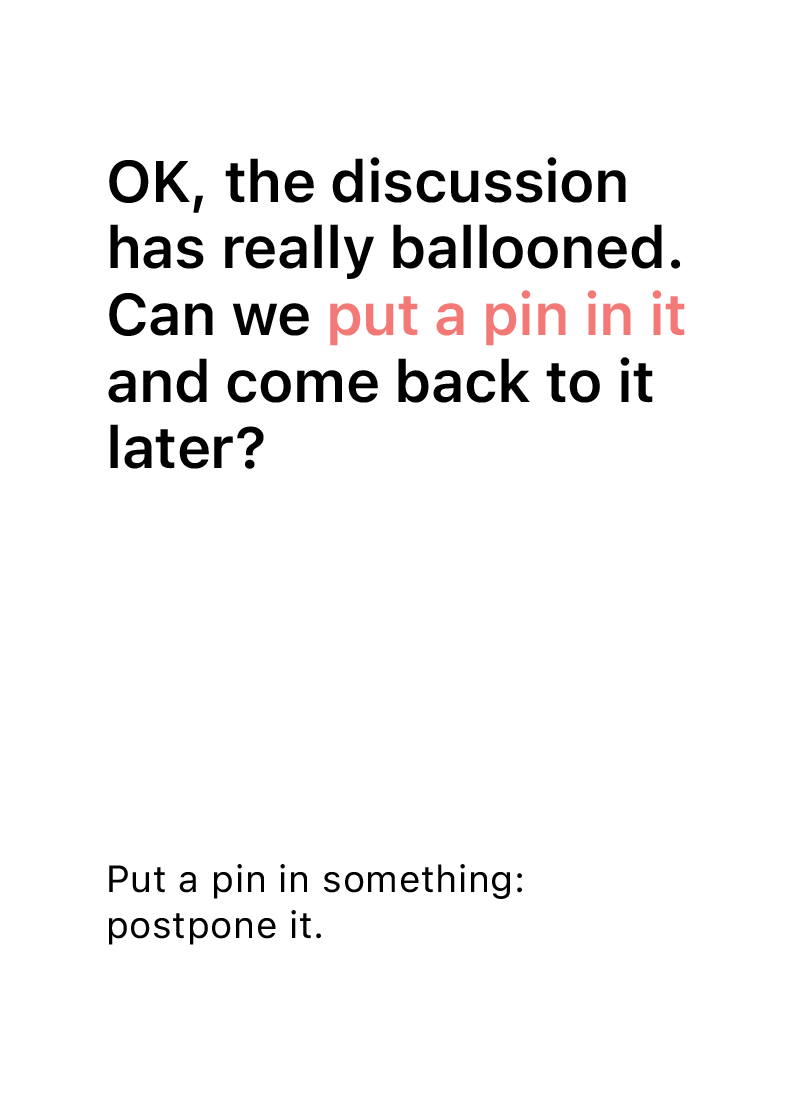 OK, the discussion
has really ballooned.
Can we put a pin in it
and come back to it
later?
Put a pin in something:
postpone it.